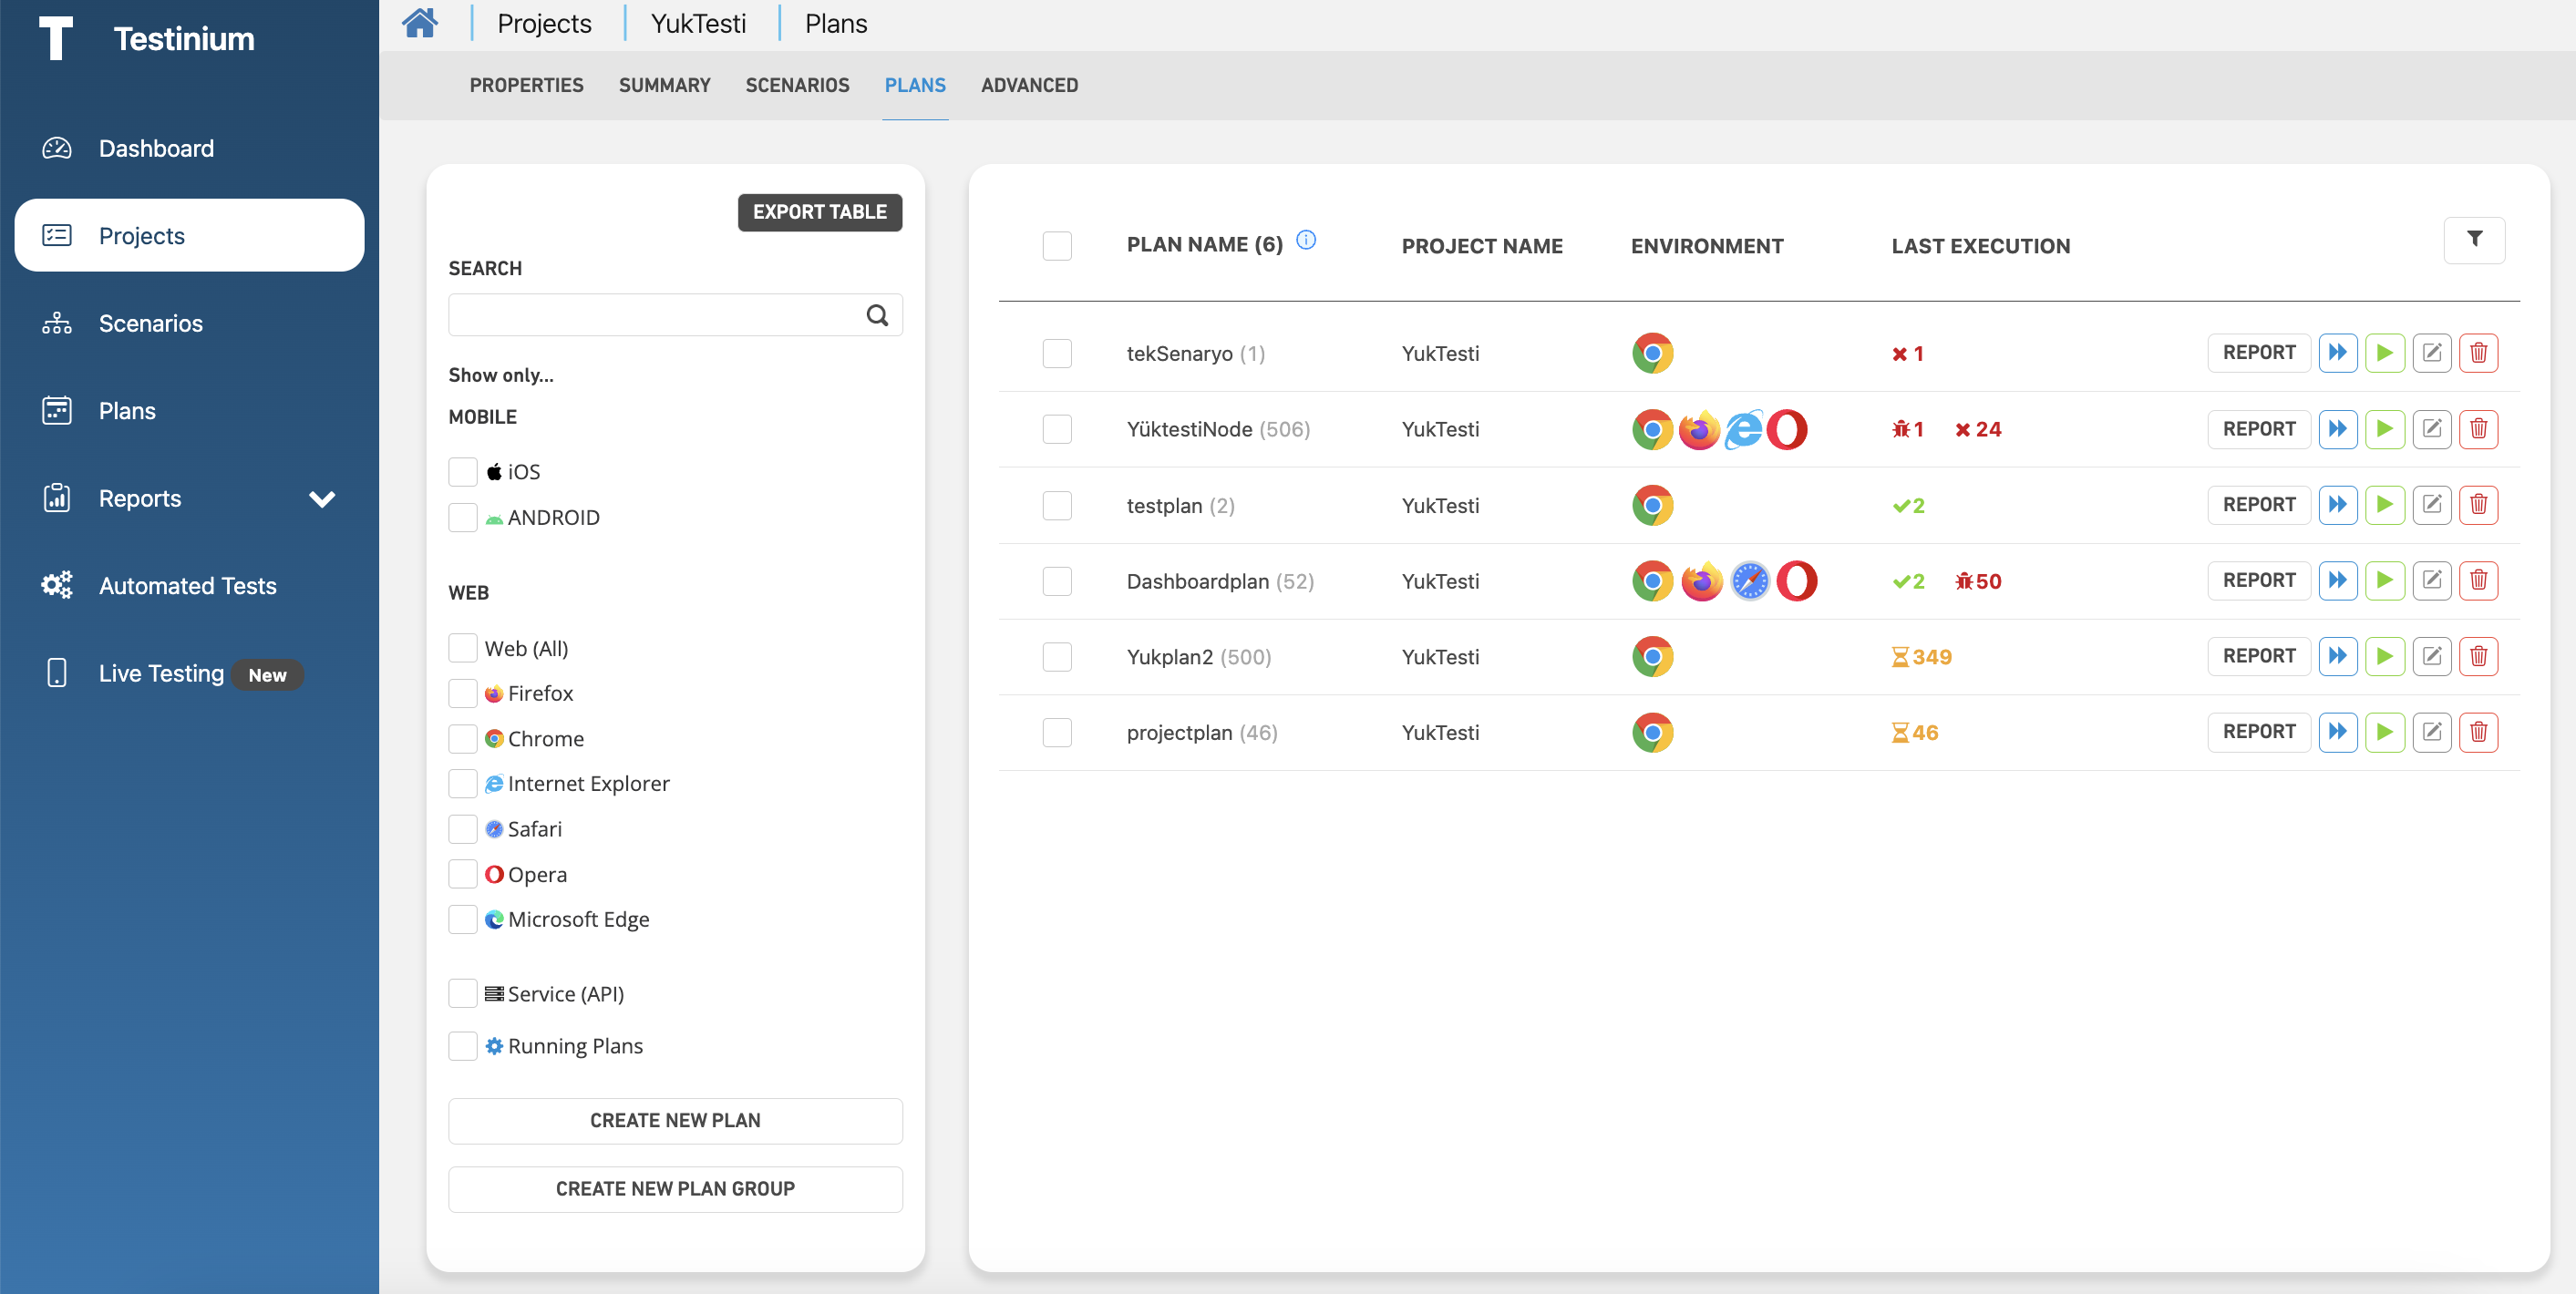 Testinium
Dashboard
Projects
Scenarios
Plans
Reports
Automated Tests
Live Testing New
Projects YukTesti Plans
PROPERTIES SUMMARY SCENARIOS PLANS ADVANCED
EXPORT TABLE
SEARCH
Show only...
MOBILE
iOS
ANDROID
WEB
Web (All)
Firefox
Chrome
Internet Explorer
Safari
Opera
Microsoft Edge
Service (API)
Running Plans
CREATE NEW PLAN
CREATE NEW PLAN GROUP
PLAN NAME (6) PROJECT NAME ENVIRONMENT LAST EXECUTION
tekSenaryo (1) YukTesti 1 REPORT
YüktestiNode (506) YukTesti 1 24 REPORT
testplan (2) YukTesti 2 REPORT
Dashboardplan (52) YukTesti 2 50 REPORT
Yukplan2 (500) YukTesti 349 REPORT
projectplan (46) YukTesti 46 REPORT